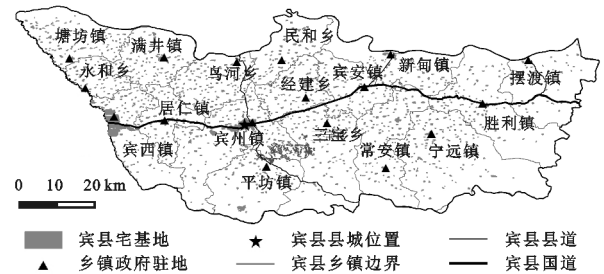 民和乡
塘坊镇
满井镇
鸟河乡
宾安镇
新甸镇
摆渡镇
永和乡
经建乡
居仁镇
胜利镇
宾西镇
宾州镇
三宝乡
常安镇
宁远镇
平坊镇
0 10 20 km
宾县宅基地 宾县县城位置 宾县县道
乡镇政府驻地 宾县乡镇边界 宾县国道